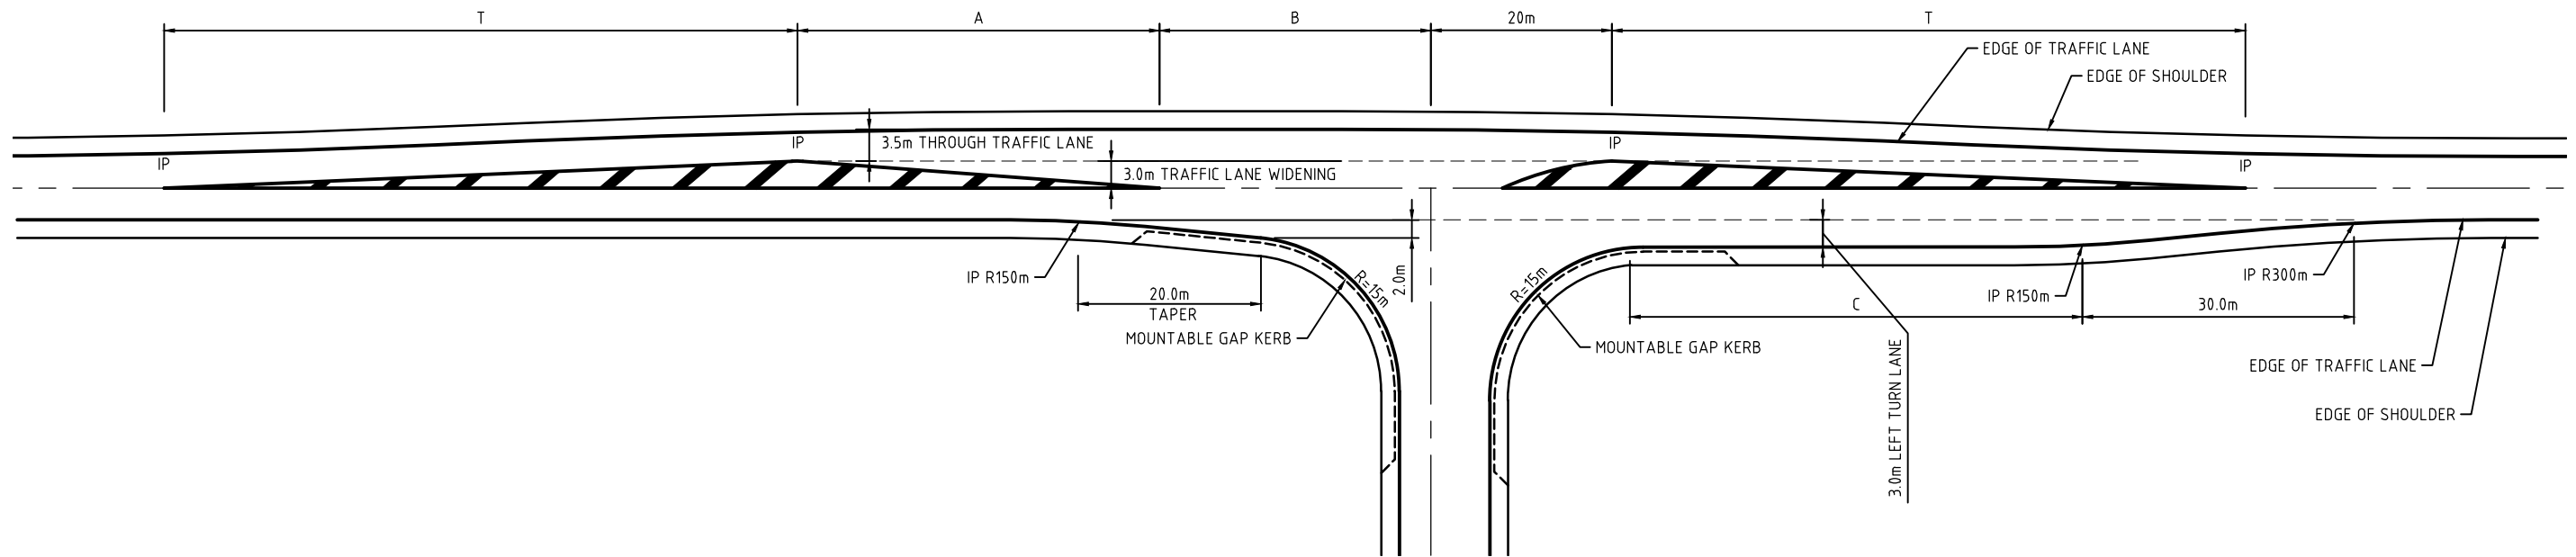 T
A
B
20m
T
EDGE OF TRAFFIC LANE
EDGE OF SHOULDER
IP
IP
3.5m THROUGH TRAFFIC LANE
IP
IP
3.0m TRAFFIC LANE WIDENING
IP R150m
20.0m
TAPER
MOUNTABLE GAP KERB
R=15m
2.0m
R=15m
MOUNTABLE GAP KERB
C
3.0m LEFT TURN LANE
IP R150m
30.0m
IP R300m
EDGE OF TRAFFIC LANE
EDGE OF SHOULDER